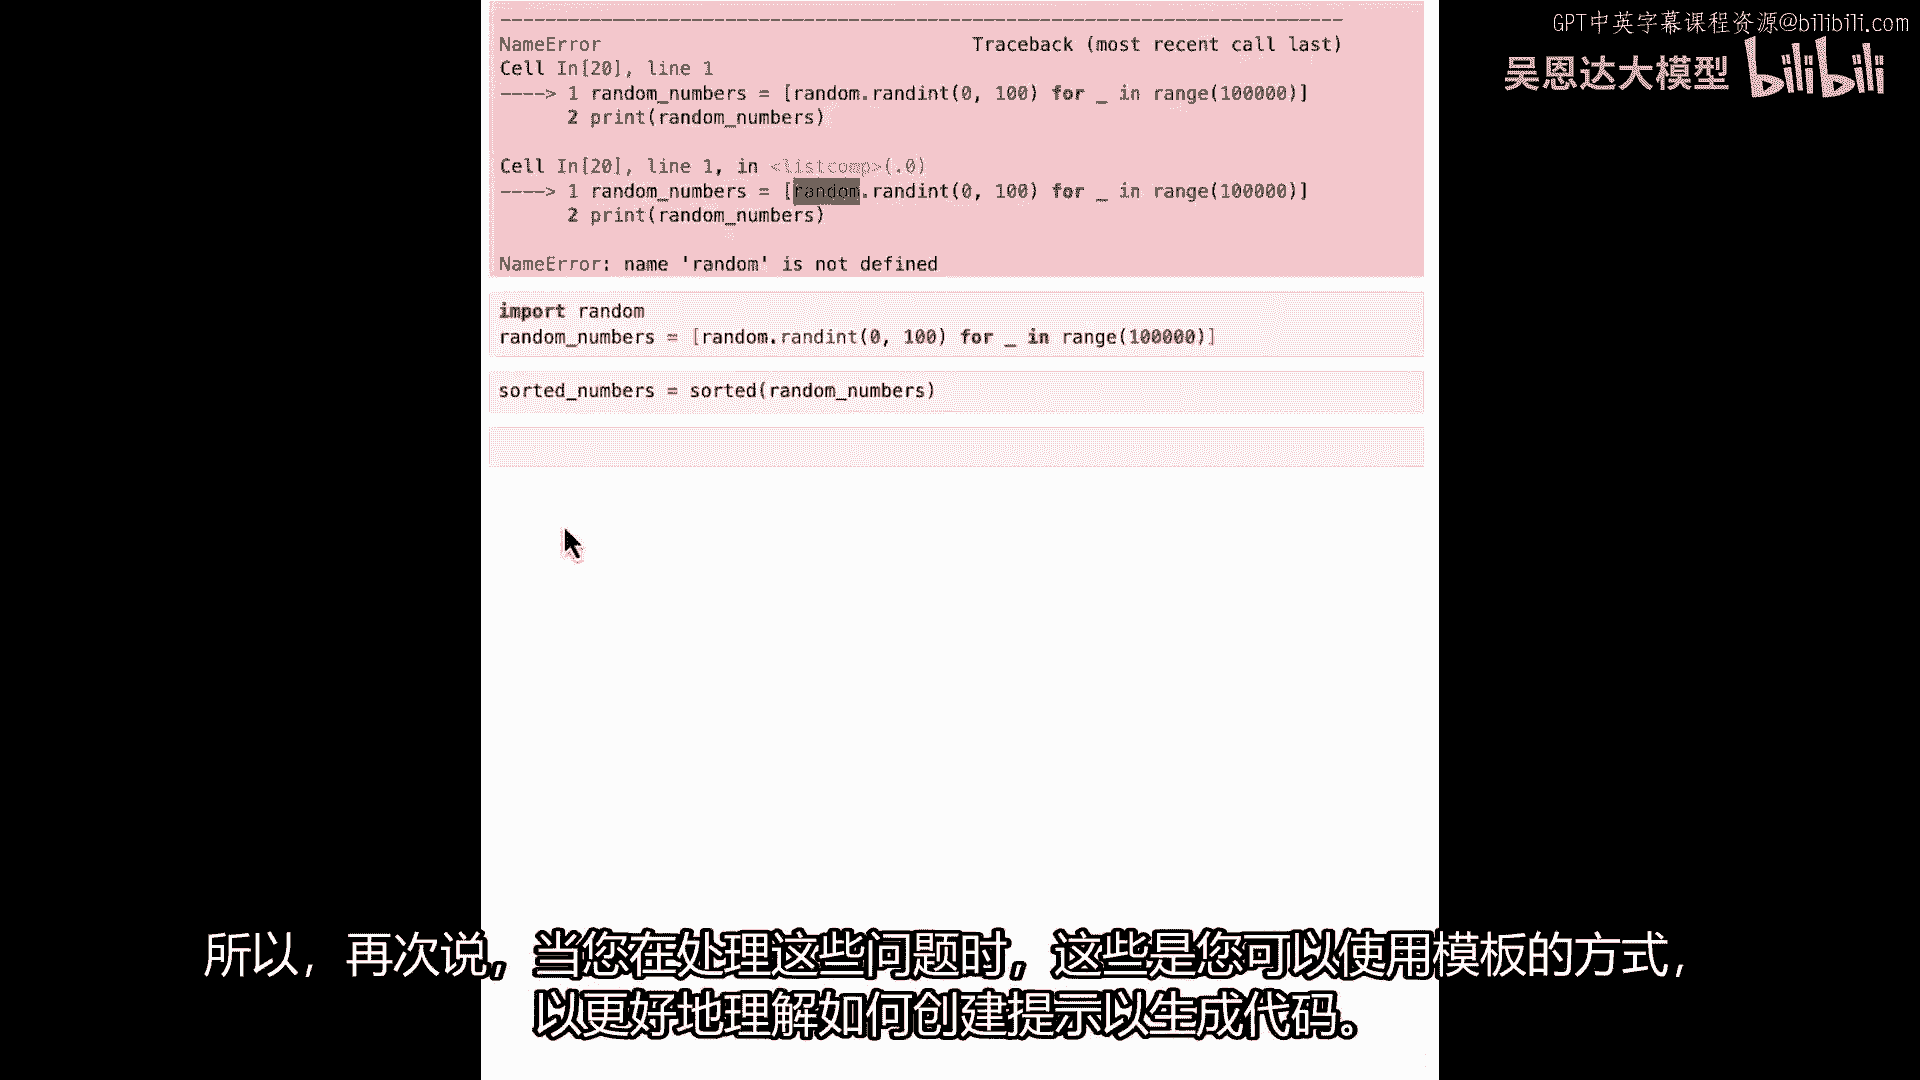 GPT中英字幕课程资源@bilibili.com
吴恩达大模型 bilibili
--------------------------------------------------------------------------- 
NameError                                 Traceback (most recent call last)
Cell In[20], line 1
----> 1 random_numbers = [random.randint(0, 100) for _ in range(100000)]
      2 print(random_numbers)
Cell In[20], line 1, in <listcomp>(.0)
----> 1 random_numbers = [random.randint(0, 100) for _ in range(100000)]
      2 print(random_numbers)
NameError: name 'random' is not defined
import random
random_numbers = [random.randint(0, 100) for _ in range(100000)]
sorted_numbers = sorted(random_numbers)
所以，再次说，当您在处理这些问题时，这些是您可以使用模板的方式，
以更好地理解如何创建提示以生成代码。